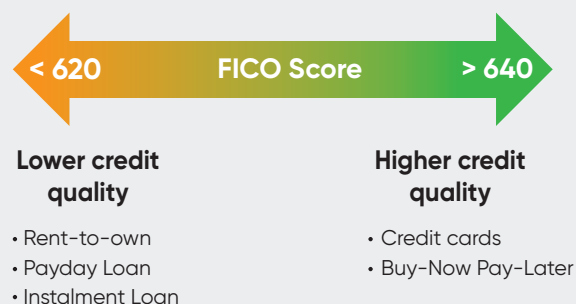 < 620 FICO Score > 640
Lower credit
quality
• Rent-to-own
• Payday Loan
• Instalment Loan
Higher credit
quality
• Credit cards
• Buy-Now Pay-Later